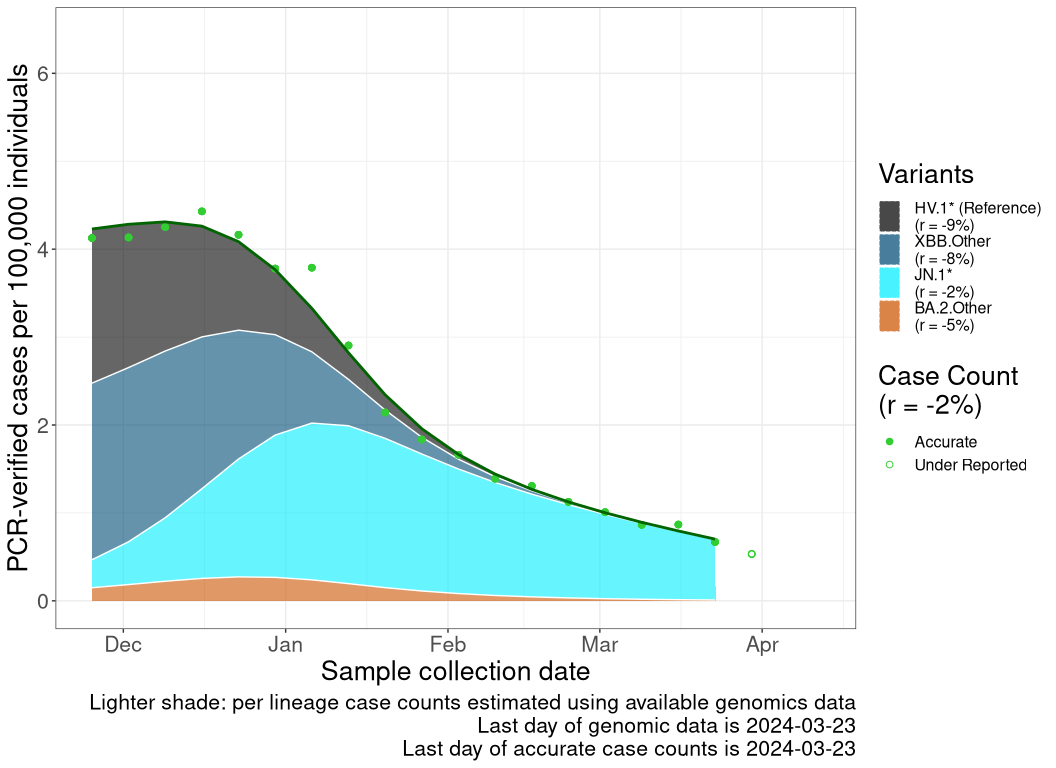 PCR-verified cases per 100,000 individuals
6
4
2
0
Dec
Jan
Feb
Mar
Apr
Sample collection date
Lighter shade: per lineage case counts estimated using available genomics data
Last day of genomic data is 2024-03-23
Last day of accurate case counts is 2024-03-23
Variants
HV.1* (Reference)
(r = -9%)
XBB.Other
(r = -8%)
JN.1*
(r = -2%)
BA.2.Other
(r = -5%)
Case Count
(r = -2%)
Accurate
Under Reported